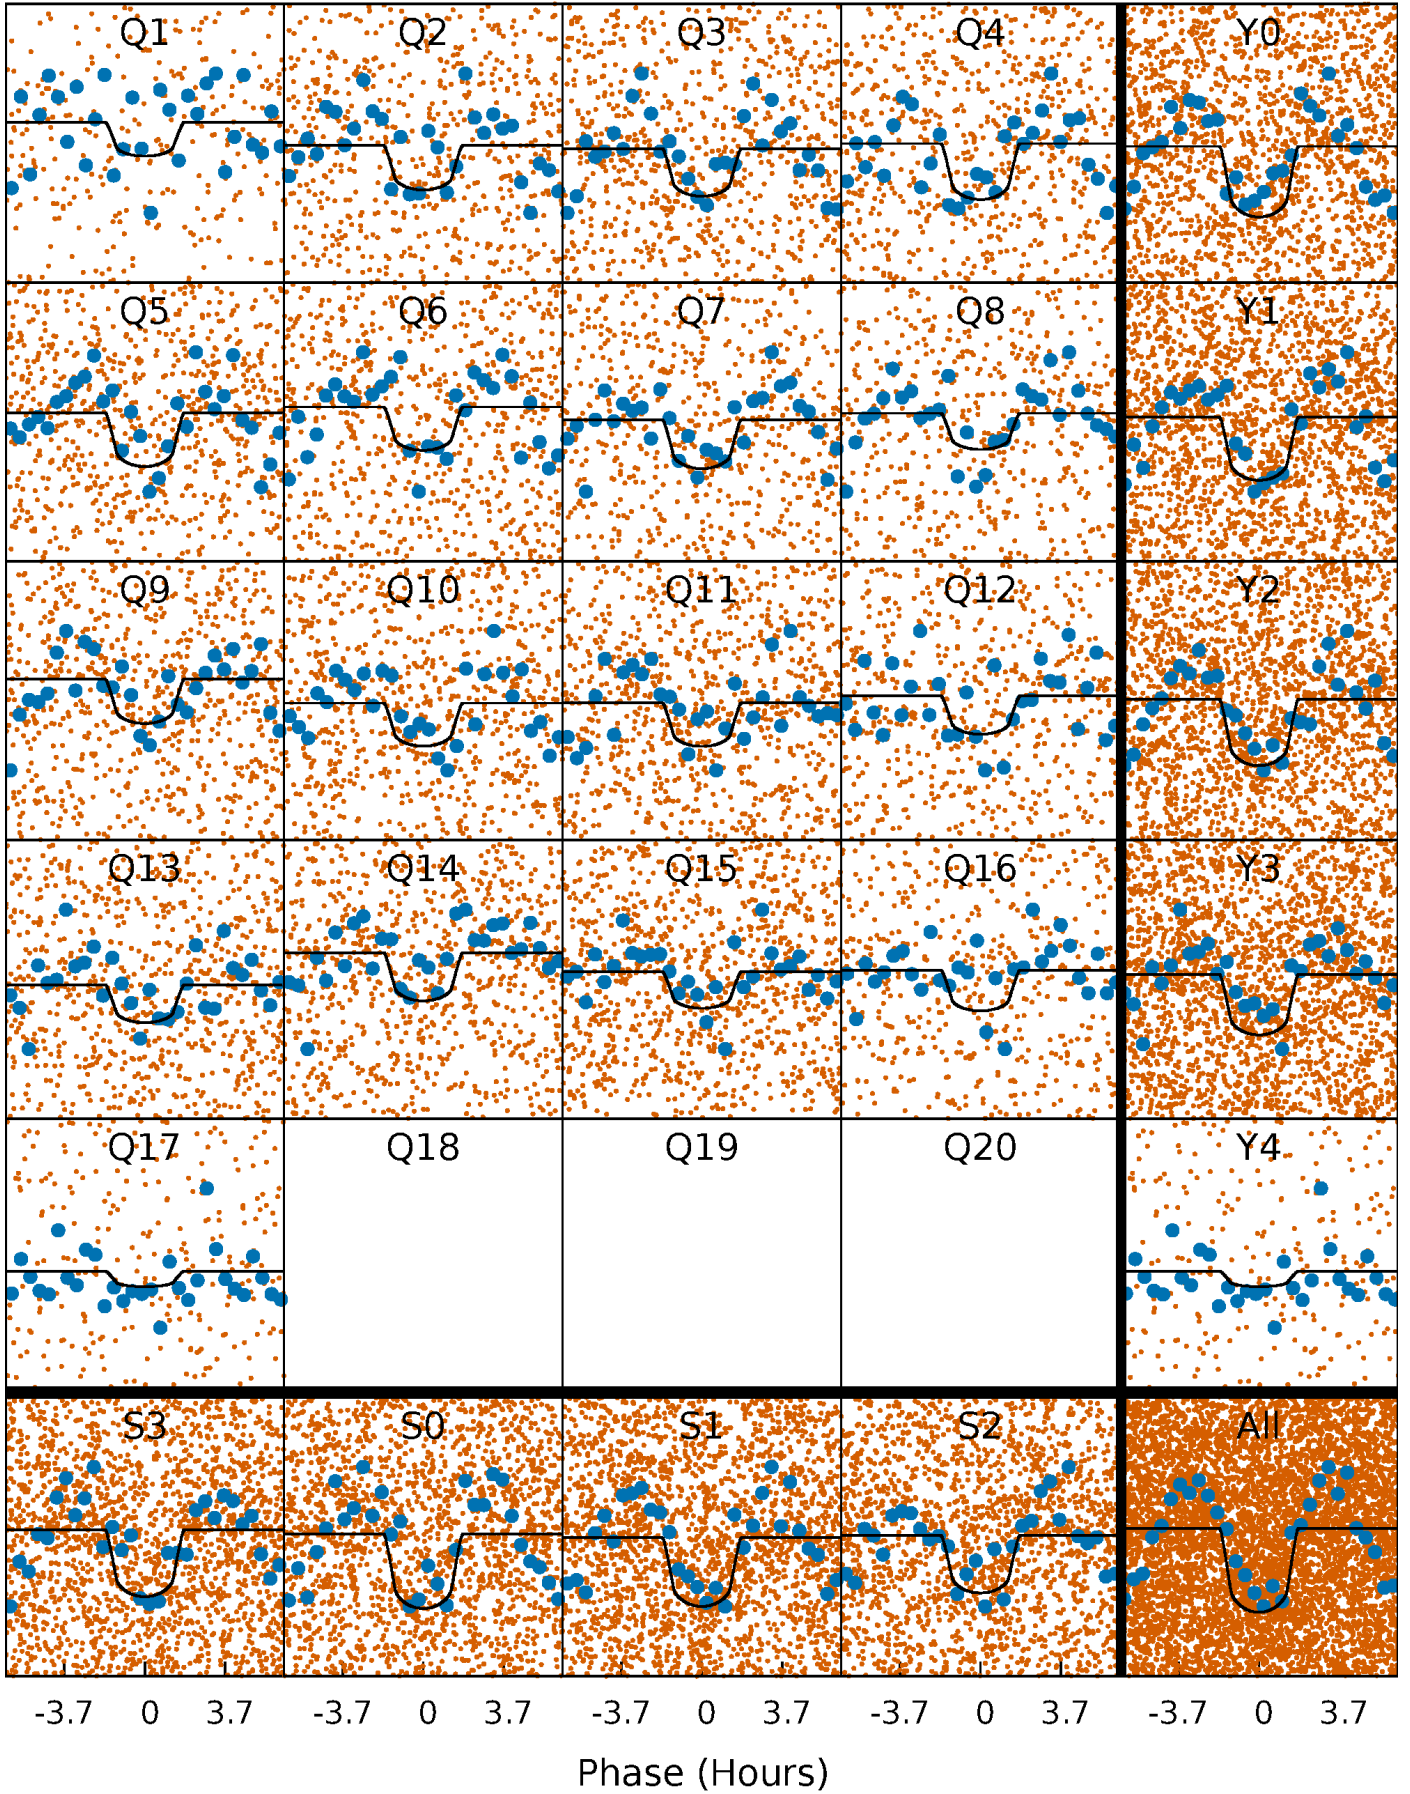 Q1 Q2 Q3 Q4 Y0
Q5 Q6 Q7 Q8 Y1
Q9 Q10 Q11 Q12 Y2
Q13 Q14 Q15 Q16 Y3
Q17 Q18 Q19 Q20 Y4
S3 S0 S1 S2 All
-3.7 0 3.7 -3.7 0 3.7 -3.7 0 3.7 -3.7 0 3.7 -3.7 0 3.7
Phase (Hours)